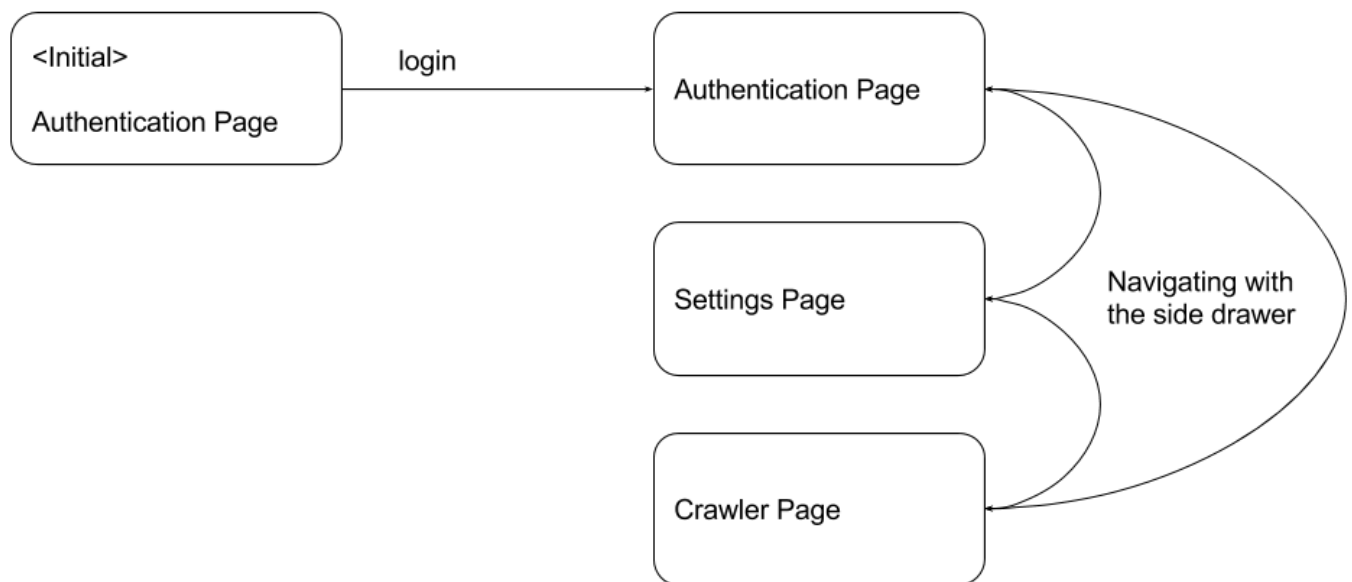 <Initial>
Authentication Page
login
Authentication Page
Settings Page
Navigating with
the side drawer
Crawler Page